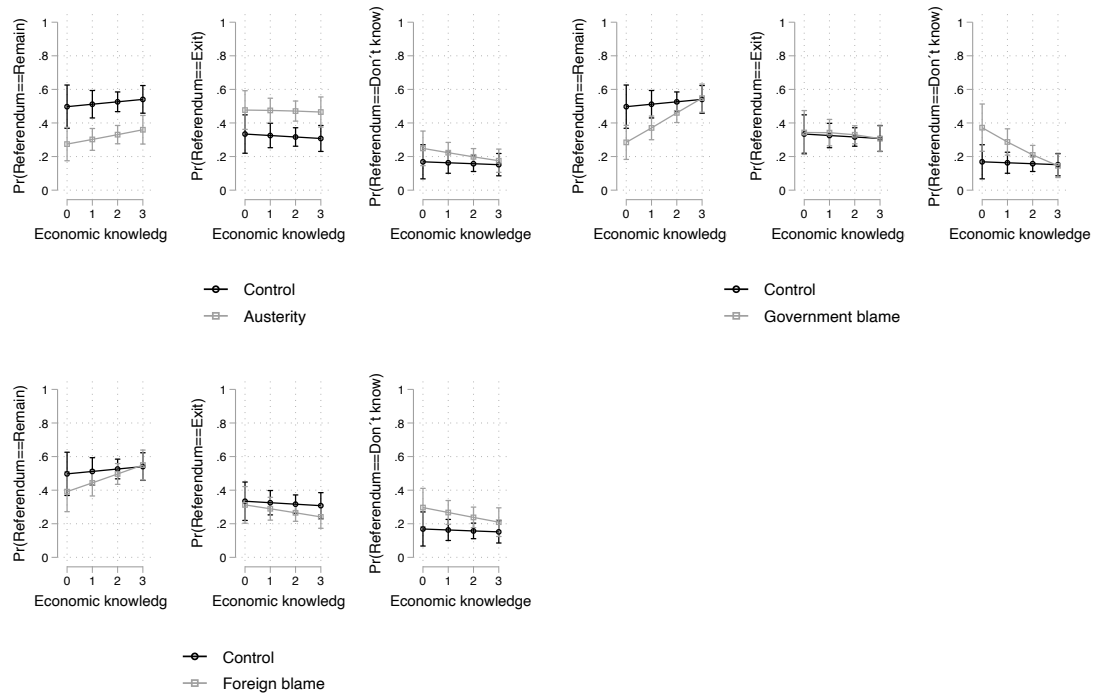 Pr(Referendum==Remain)
1
.8
.6
.4
.2
0
0 1 2 3
Economic knowledg
Pr(Referendum==Exit)
1
.8
.6
.4
.2
0
0 1 2 3
Economic knowledg
Pr(Referendum==Don´t know)
1
.8
.6
.4
.2
0
0 1 2 3
Economic knowledge
Control
Austerity
Pr(Referendum==Remain)
1
.8
.6
.4
.2
0
0 1 2 3
Economic knowledg
Pr(Referendum==Exit)
1
.8
.6
.4
.2
0
0 1 2 3
Economic knowledg
Pr(Referendum==Don´t know)
1
.8
.6
.4
.2
0
0 1 2 3
Economic knowledge
Control
Government blame
Pr(Referendum==Remain)
1
.8
.6
.4
.2
0
0 1 2 3
Economic knowledg
Pr(Referendum==Exit)
1
.8
.6
.4
.2
0
0 1 2 3
Economic knowledg
Pr(Referendum==Don´t know)
1
.8
.6
.4
.2
0
0 1 2 3
Economic knowledge
Control
Foreign blame